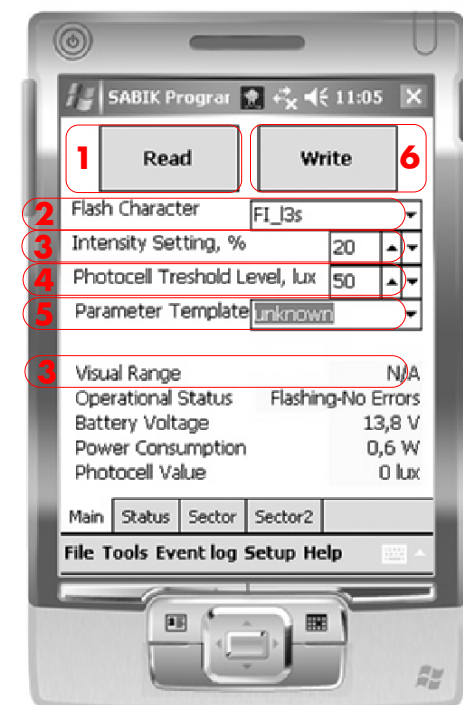 SABIK Prograr 11:05
1 Read Write 6
2 Flash Character FI_l3s
3 Intensity Setting, % 20
4 Photocell Treshold Level, lux 50
5 Parameter Template unknown
3 Visual Range N/A
Operational Status Flashing-No Errors
Battery Voltage 13,8 V
Power Consumption 0,6 W
Photocell Value 0 lux
Main Status Sector Sector2
File Tools Event log Setup Help